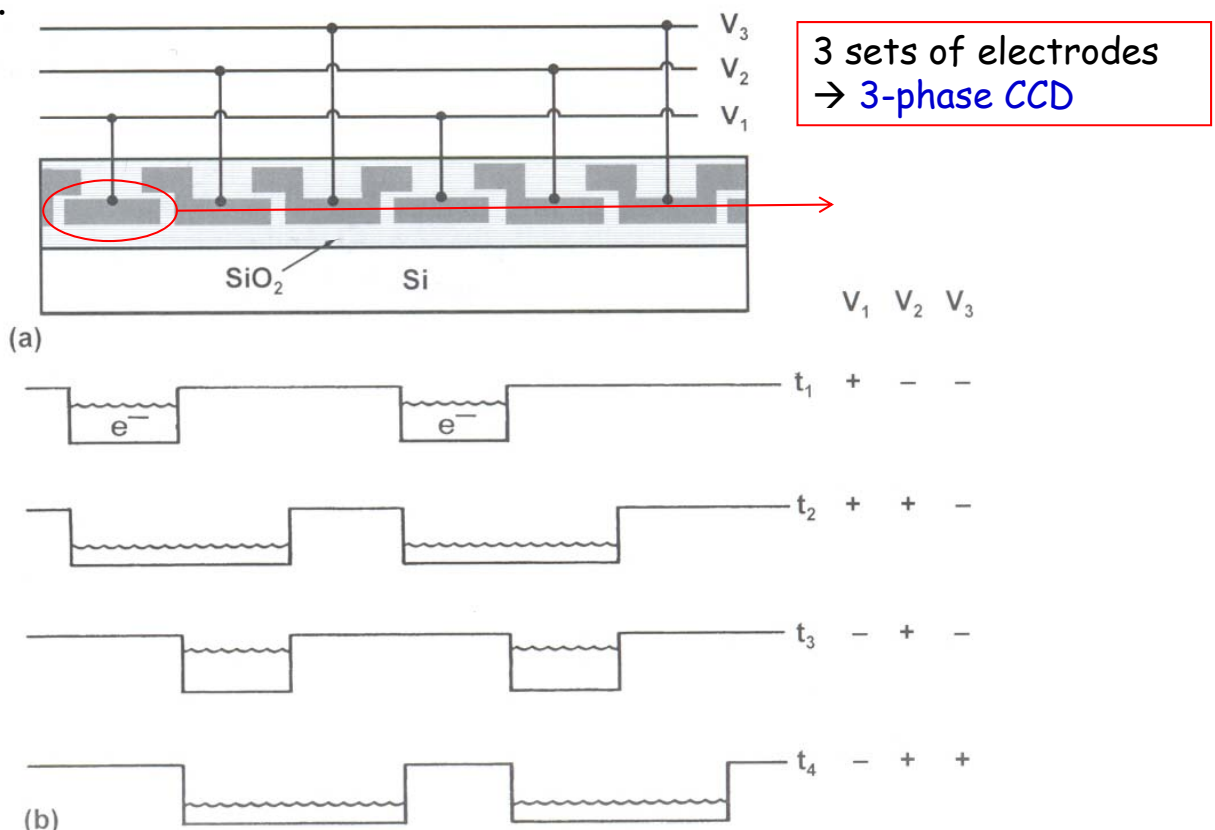 .
V₃
3 sets of electrodes
→ 3-phase CCD
V₂
V₁
SiO₂
Si
(a)
V₁ V₂ V₃
e⁻ e⁻ t₁ + – –
t₂ + + –
t₃ – + –
t₄ – + +
(b)